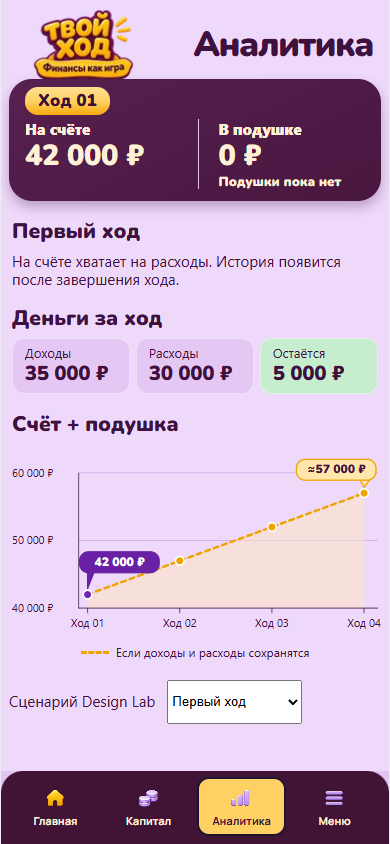 ТВОЙ
ХОД
Финансы как игра
Аналитика
Ход 01
На счёте
42 000 ₽
В подушке
0 ₽
Подушки пока нет
Первый ход
На счёте хватает на расходы. История появится
после завершения хода.
Деньги за ход
Доходы
35 000 ₽
Расходы
30 000 ₽
Остаётся
5 000 ₽
Счёт + подушка
60 000 ₽
≈57 000 ₽
50 000 ₽
42 000 ₽
40 000 ₽
Ход 01 Ход 02 Ход 03 Ход 04
Если доходы и расходы сохранятся
Сценарий Design Lab Первый ход
Главная Капитал Аналитика Меню